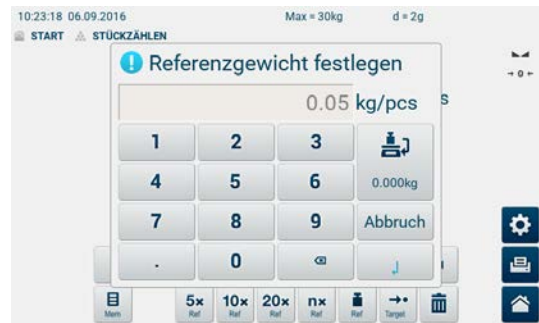 10:23:18 06.09.2016 Max = 30kg d = 2g
START STÜCKZÄHLEN
Referenzgewicht festlegen
→ 0 ←
0.05 kg/pcs s
1 2 3
4 5 6 0.000kg
7 8 9 Abbruch
. 0
Mem 5x Ref 10x Ref 20x Ref nx Ref Ref Target